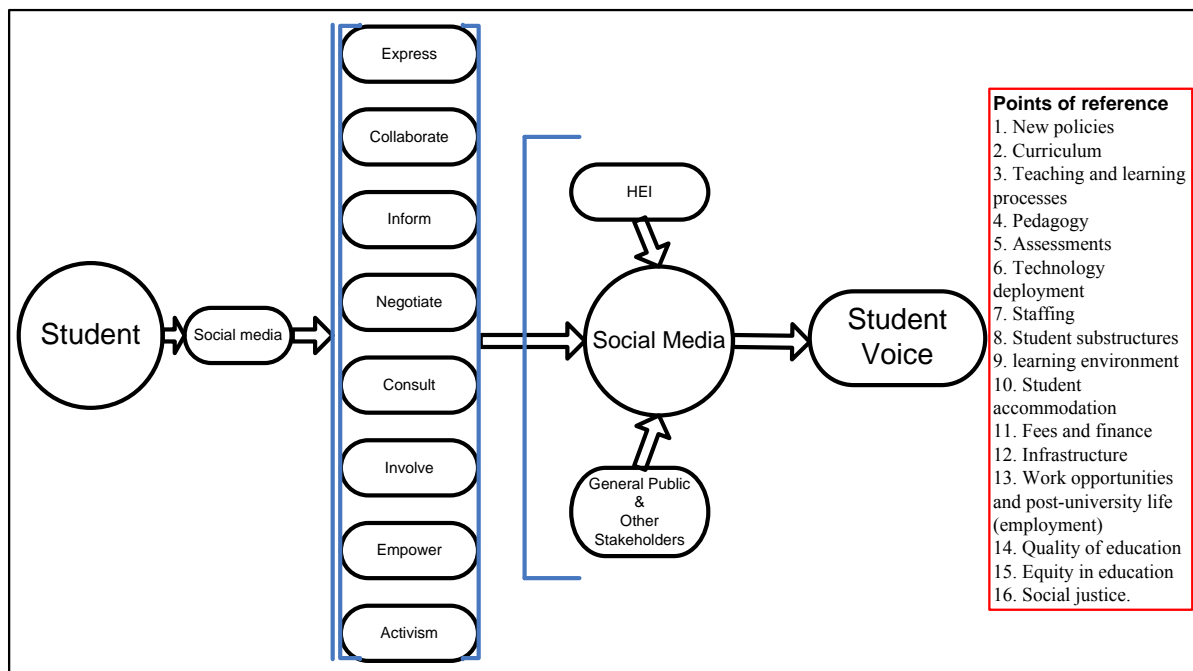 Student
Social media
Express
Collaborate
Inform
Negotiate
Consult
Involve
Empower
Activism
HEI
Social Media
General Public
&
Other
Stakeholders
Student
Voice
Points of reference
1. New policies
2. Curriculum
3. Teaching and learning
processes
4. Pedagogy
5. Assessments
6. Technology
deployment
7. Staffing
8. Student substructures
9. learning environment
10. Student
accommodation
11. Fees and finance
12. Infrastructure
13. Work opportunities
and post-university life
(employment)
14. Quality of education
15. Equity in education
16. Social justice.